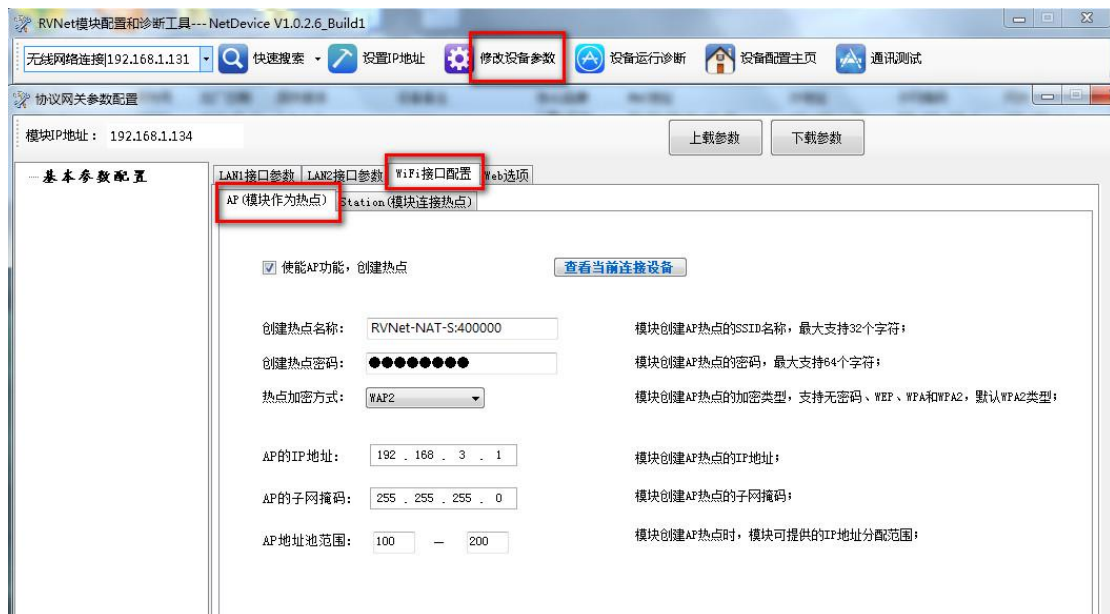 RVNet模块配置和诊断工具---NetDevice V1.0.2.6_Build1
无线网络连接|192.168.1.131 快速搜索 设置IP地址 修改设备参数 设备运行诊断 设备配置主页 通讯测试
协议网关参数配置
模块IP地址： 192.168.1.134 上载参数 下载参数
基本参数配置
LAN1接口参数 LAN2接口参数 WiFi接口配置 Web选项
AP(模块作为热点) Station(模块连接热点)
使能AP功能，创建热点 查看当前连接设备
创建热点名称： RVNet-NAT-S:400000 模块创建AP热点的SSID名称，最大支持32个字符；
创建热点密码： ●●●●●●●● 模块创建AP热点的密码，最大支持64个字符；
热点加密方式： WAP2 模块创建AP热点的加密类型，支持无密码、WEP、WPA和WPA2，默认WPA2类型；
AP的IP地址： 192 . 168 . 3 . 1 模块创建AP热点的IP地址；
AP的子网掩码： 255 . 255 . 255 . 0 模块创建AP热点的子网掩码；
AP地址池范围： 100 — 200 模块创建AP热点时，模块可提供的IP地址分配范围；